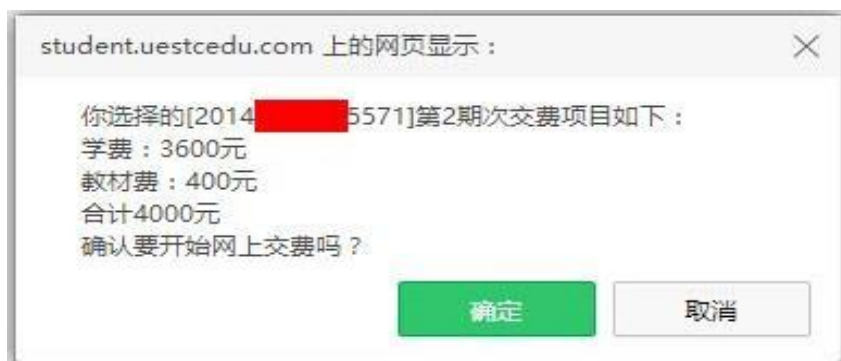 student.uestcedu.com 上的网页显示：
你选择的[2014 5571]第2期次交费项目如下：
学费：3600元
教材费：400元
合计4000元
确认要开始网上交费吗？
确定
取消